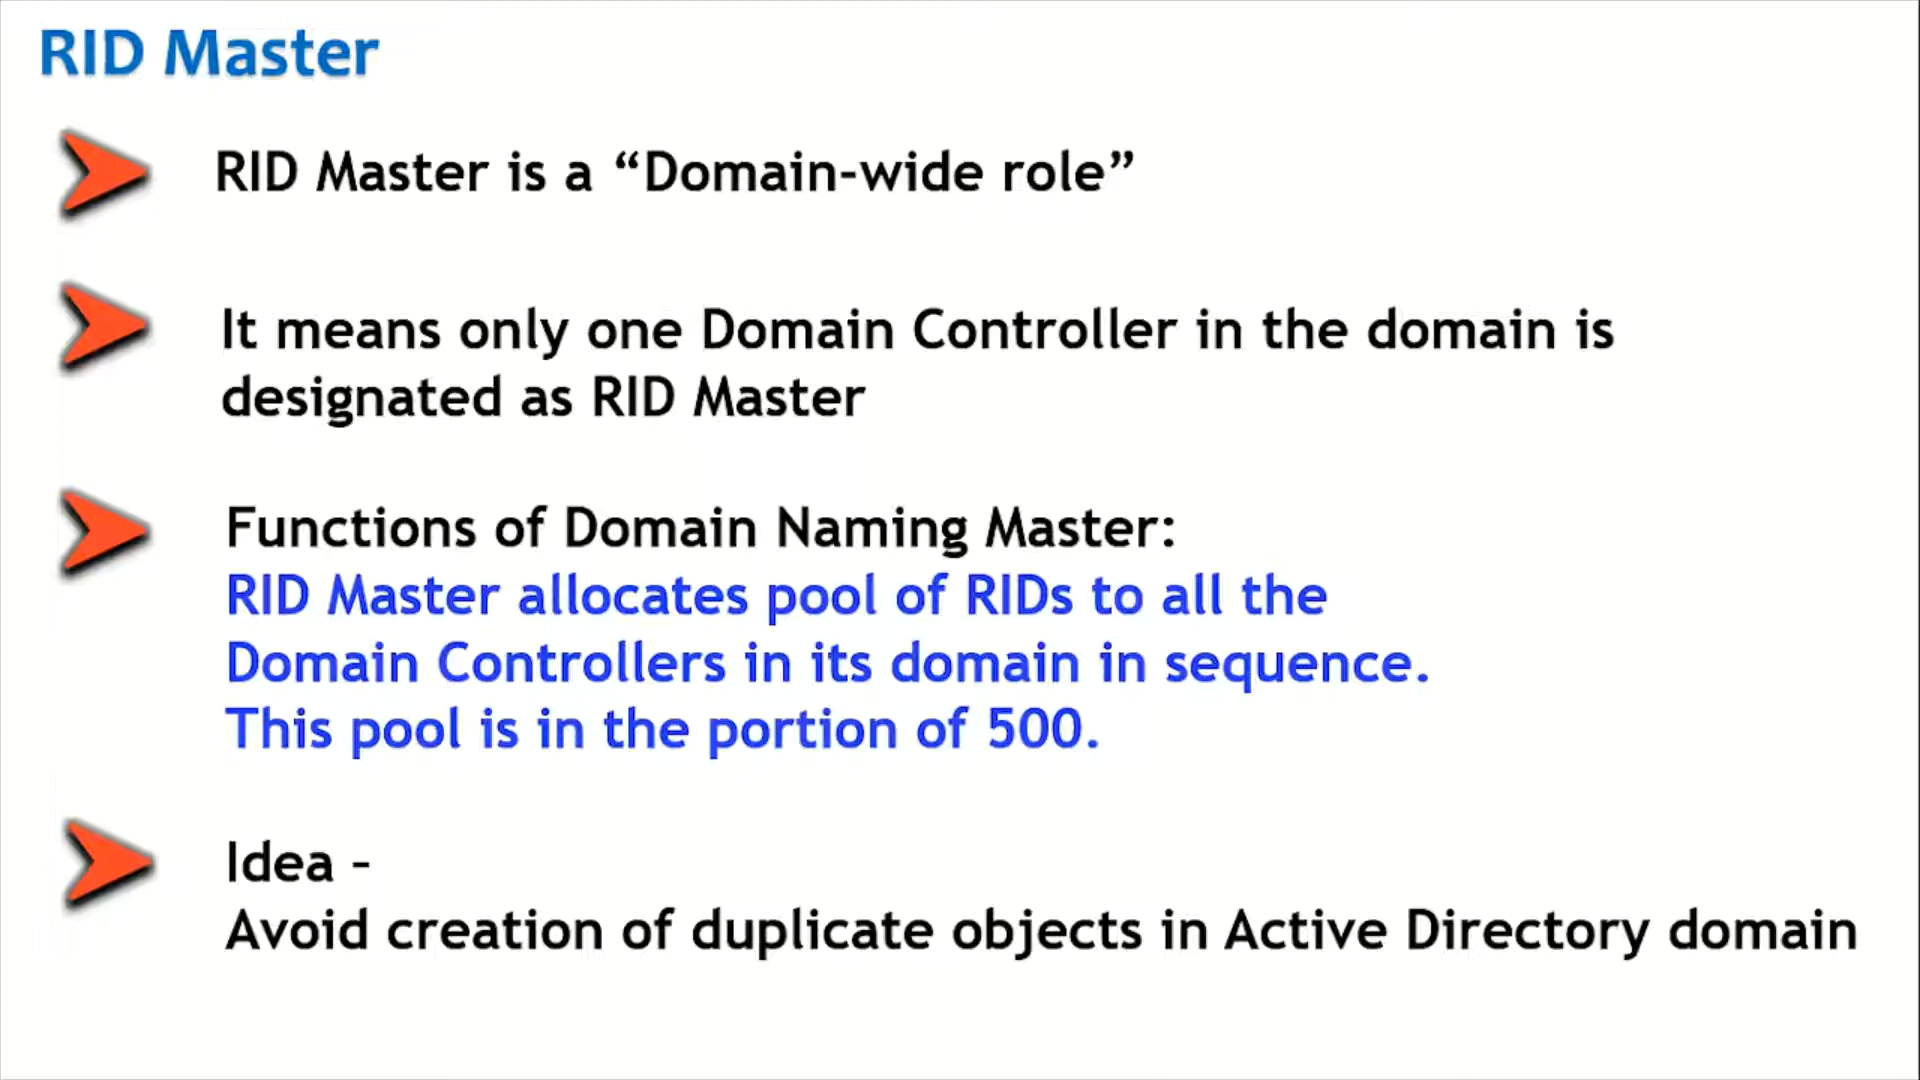 RID Master
RID Master is a “Domain-wide role”
It means only one Domain Controller in the domain is
designated as RID Master
Functions of Domain Naming Master:
RID Master allocates pool of RIDs to all the
Domain Controllers in its domain in sequence.
This pool is in the portion of 500.
Idea –
Avoid creation of duplicate objects in Active Directory domain